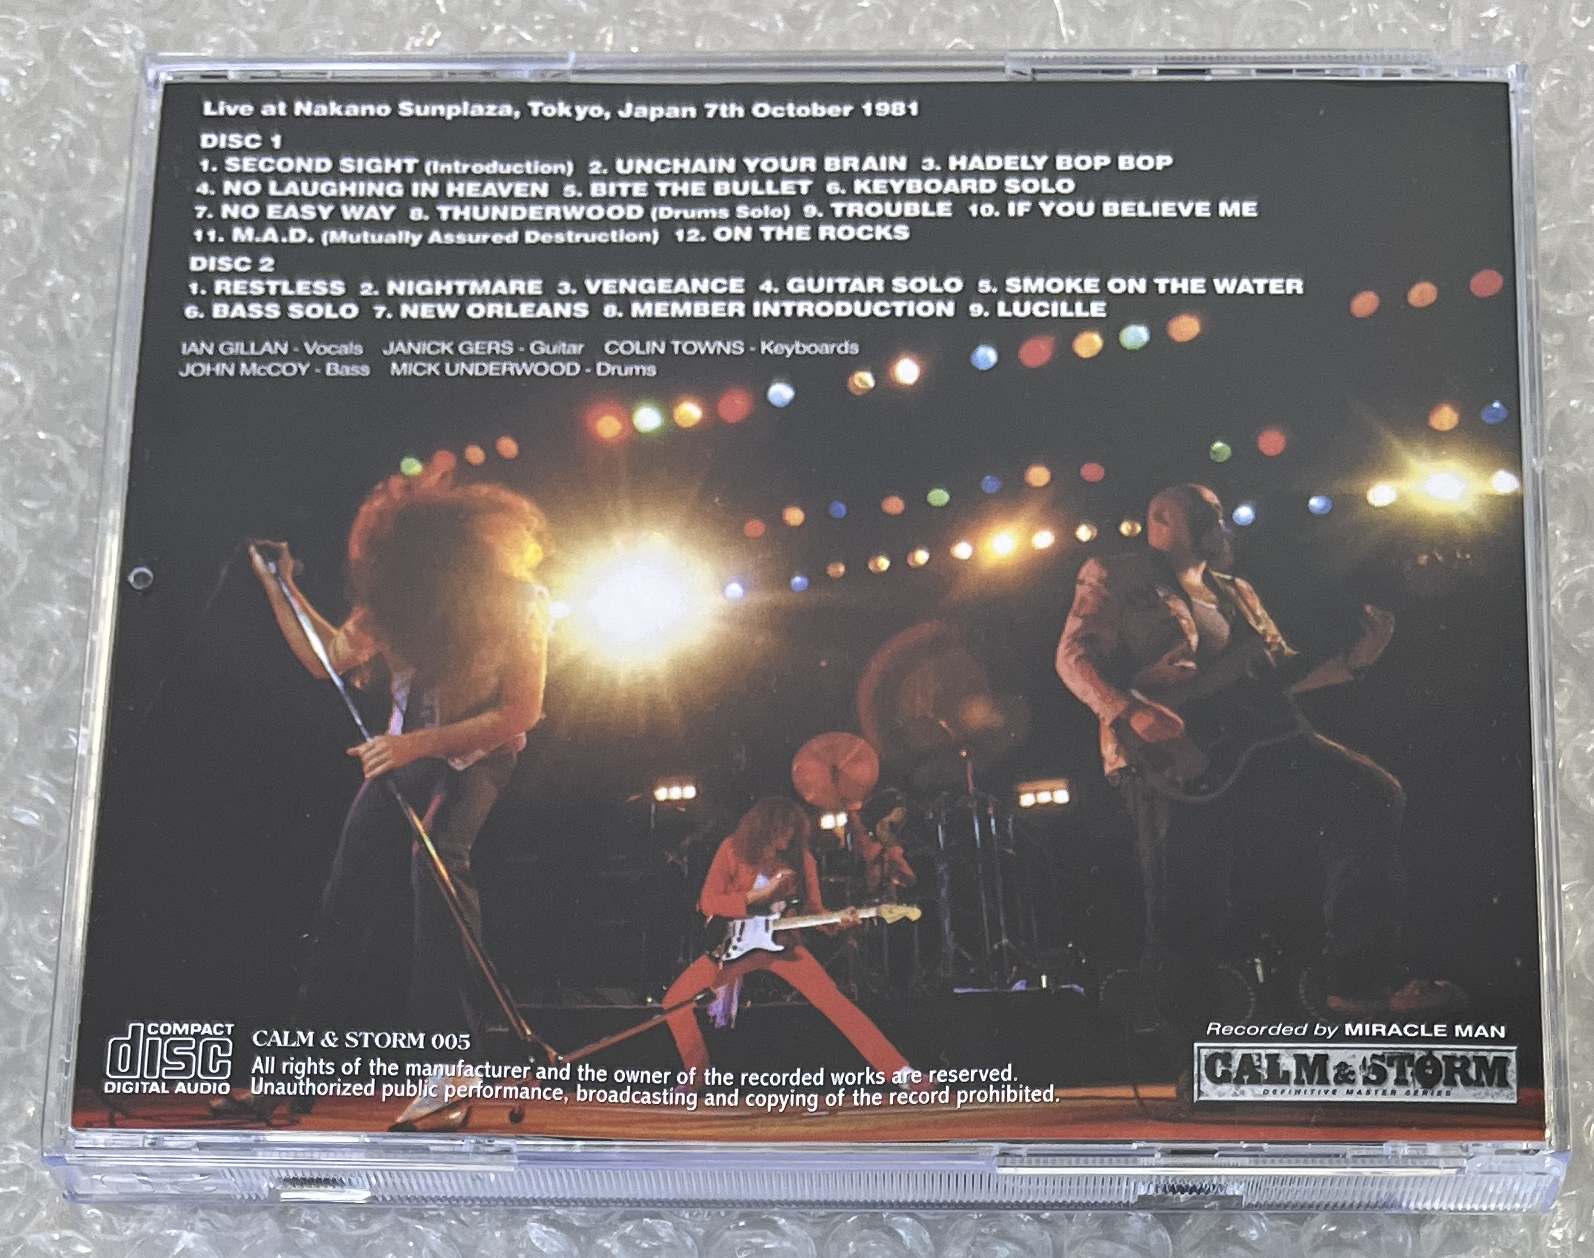 Live at Nakano Sunplaza, Tokyo, Japan 7th October 1981
DISC 1
1. SECOND SIGHT (Introduction) 2. UNCHAIN YOUR BRAIN 3. HADELY BOP BOP
4. NO LAUGHING IN HEAVEN 5. BITE THE BULLET 6. KEYBOARD SOLO
7. NO EASY WAY 8. THUNDERWOOD (Drums Solo) 9. TROUBLE 10. IF YOU BELIEVE ME
11. M.A.D. (Mutually Assured Destruction) 12. ON THE ROCKS
DISC 2
1. RESTLESS 2. NIGHTMARE 3. VENGEANCE 4. GUITAR SOLO 5. SMOKE ON THE WATER
6. BASS SOLO 7. NEW ORLEANS 8. MEMBER INTRODUCTION 9. LUCILLE
IAN GILLAN - Vocals JANICK GERS - Guitar COLIN TOWNS - Keyboards
JOHN McCOY - Bass MICK UNDERWOOD - Drums
COMPACT
disc
DIGITAL AUDIO
CALM & STORM 005
All rights of the manufacturer and the owner of the recorded works are reserved.
Unauthorized public performance, broadcasting and copying of the record prohibited.
Recorded by MIRACLE MAN
CALM & STORM
DEFINITIVE MASTER SERIES